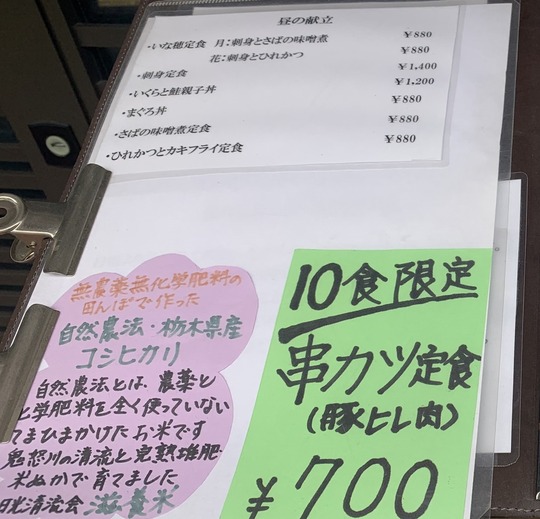 昼の献立
・いな穂定食 月:刺身とさばの味噌煮 ¥880
花:刺身とひれかつ ¥880
・刺身定食 ¥1,400
・いくらと鮭親子丼 ¥1,200
・まぐろ丼 ¥880
・さばの味噌煮定食 ¥880
・ひれかつとカキフライ定食 ¥880
無農薬無化学肥料の
田んぼで作った
自然農法・栃木県産
コシヒカリ
自然農法とは、農薬と
化学肥料を全く使っていない
てまひまかけたお米です
鬼怒川の清流と完熟堆肥
米ぬかで育てました
日光清流会 滋養米
10食限定
串カツ定食
(豚ヒレ肉)
¥700